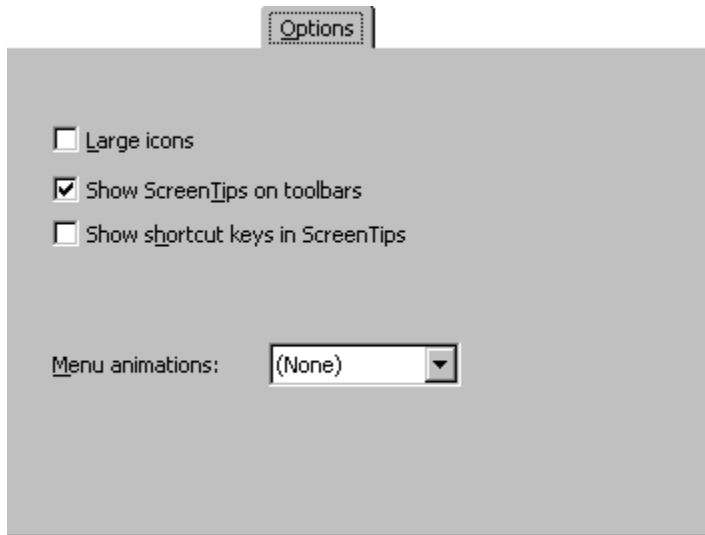 Options
Large icons
Show ScreenTips on toolbars
Show shortcut keys in ScreenTips
Menu animations: (None)